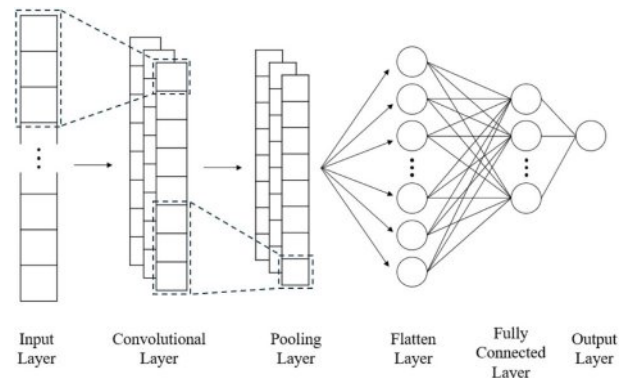 Input
Layer
Convolutional
Layer
Pooling
Layer
Flatten
Layer
Fully
Connected
Layer
Output
Layer